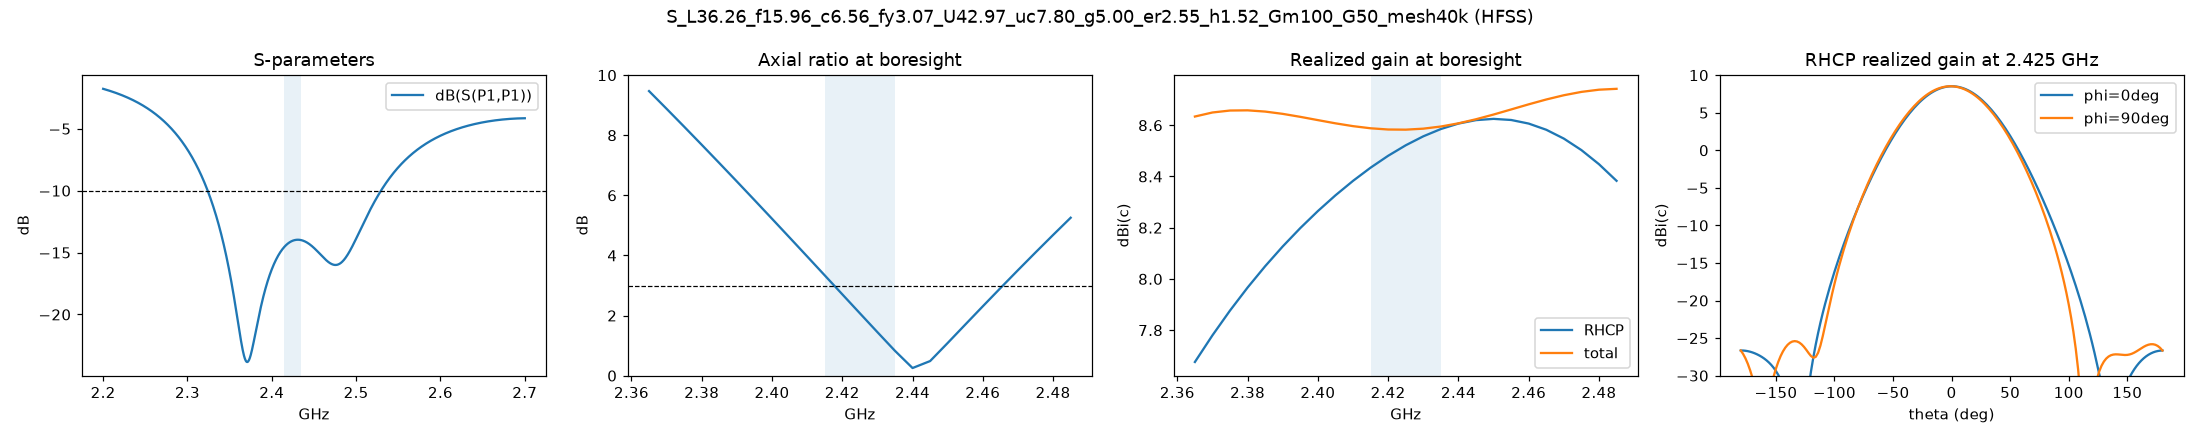 S_L36.26_f15.96_c6.56_fy3.07_U42.97_uc7.80_g5.00_er2.55_h1.52_Gm100_G50_mesh40k (HFSS)
S-parameters
dB(S(P1,P1))
−5
−10
−15
−20
dB
2.2 2.3 2.4 2.5 2.6 2.7
GHz
Axial ratio at boresight
10
8
6
4
2
0
dB
2.36 2.38 2.40 2.42 2.44 2.46 2.48
GHz
Realized gain at boresight
8.6
8.4
8.2
8.0
7.8
dBi(c)
RHCP
total
2.36 2.38 2.40 2.42 2.44 2.46 2.48
GHz
RHCP realized gain at 2.425 GHz
phi=0deg
phi=90deg
10
5
0
−5
−10
−15
−20
−25
−30
dBi(c)
−150 −100 −50 0 50 100 150
theta (deg)